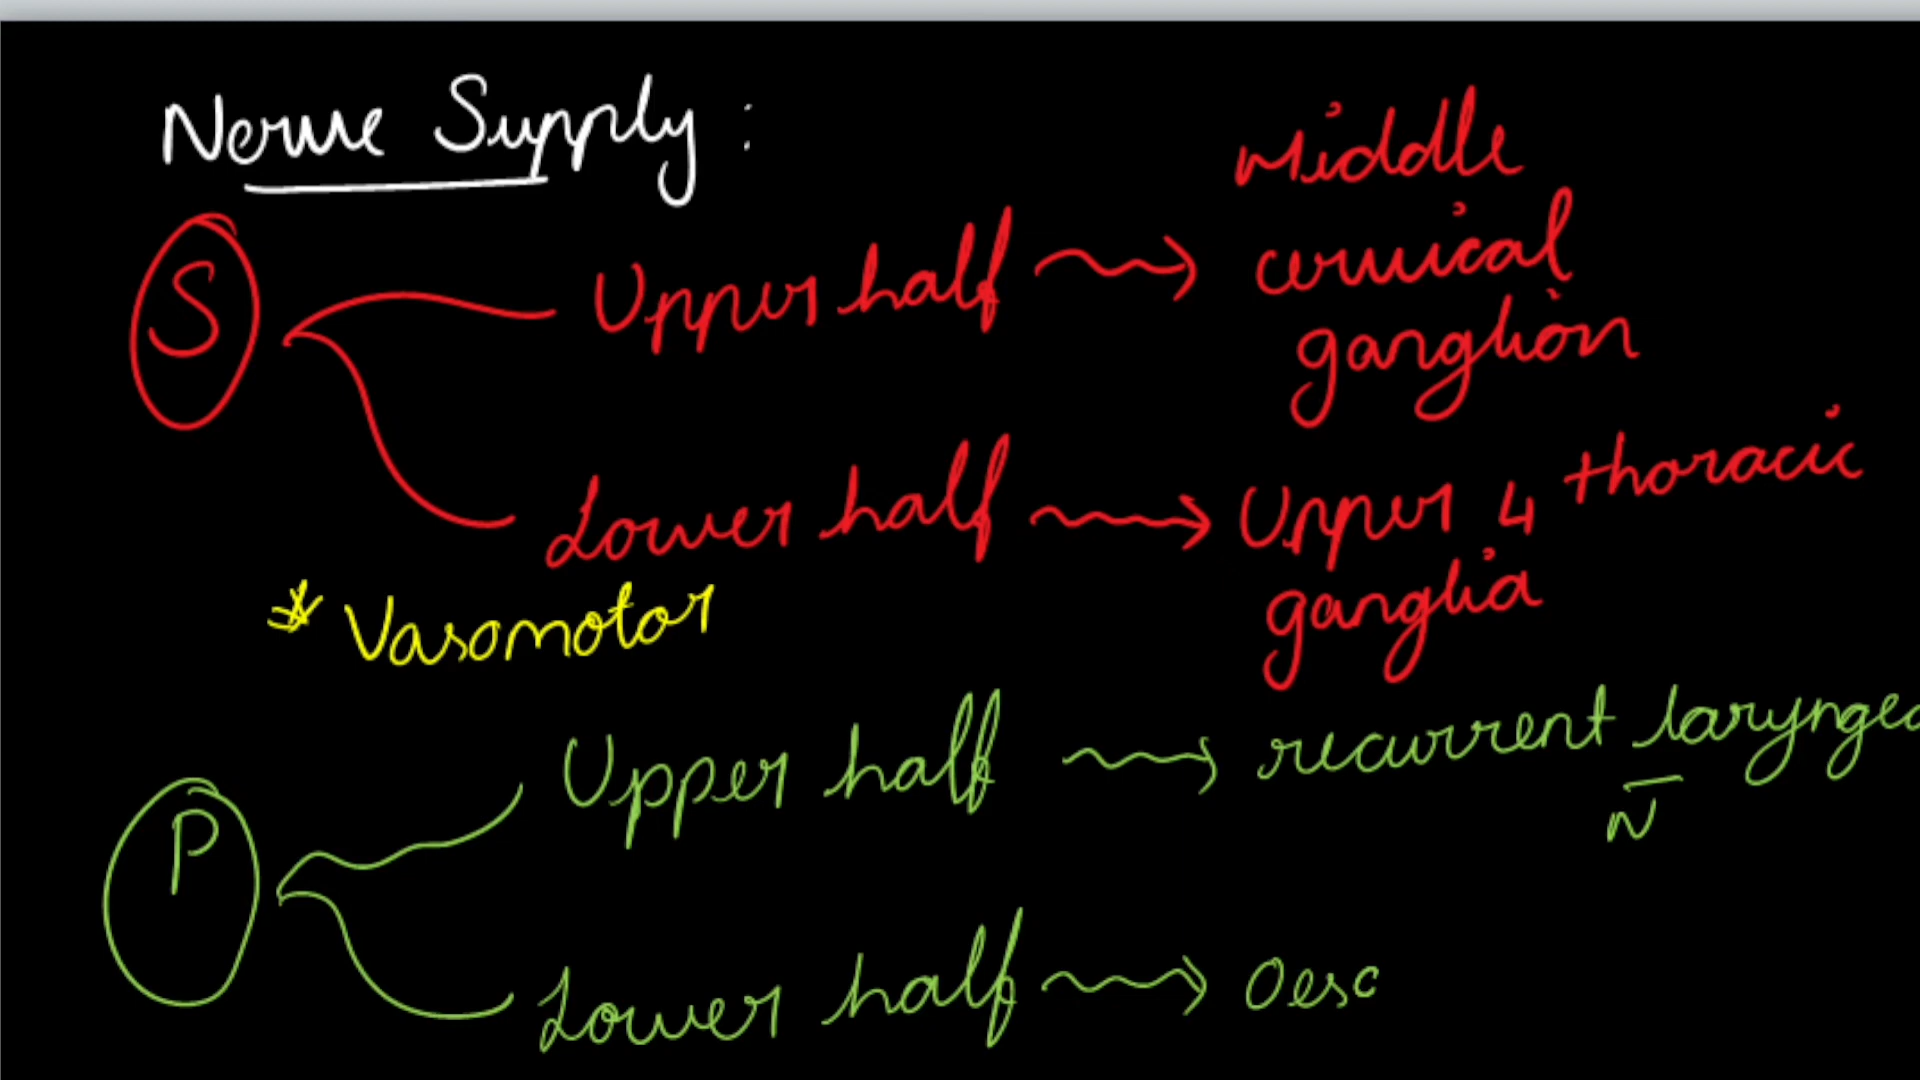 Nerve Supply :
S
Upper half
Middle
cervical
ganglion
Lower half
Upper 4 thoracic
ganglia
* Vasomotor
P
Upper half
recurrent laryngea
N
Lower half
Oesc